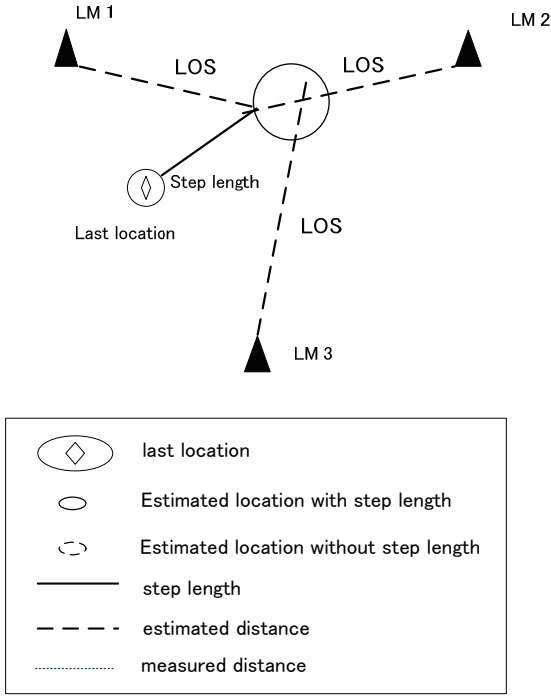 LM 1
LM 2
LOS
LOS
Step length
Last location
LOS
LM 3
last location
Estimated location with step length
Estimated location without step length
step length
estimated distance
measured distance